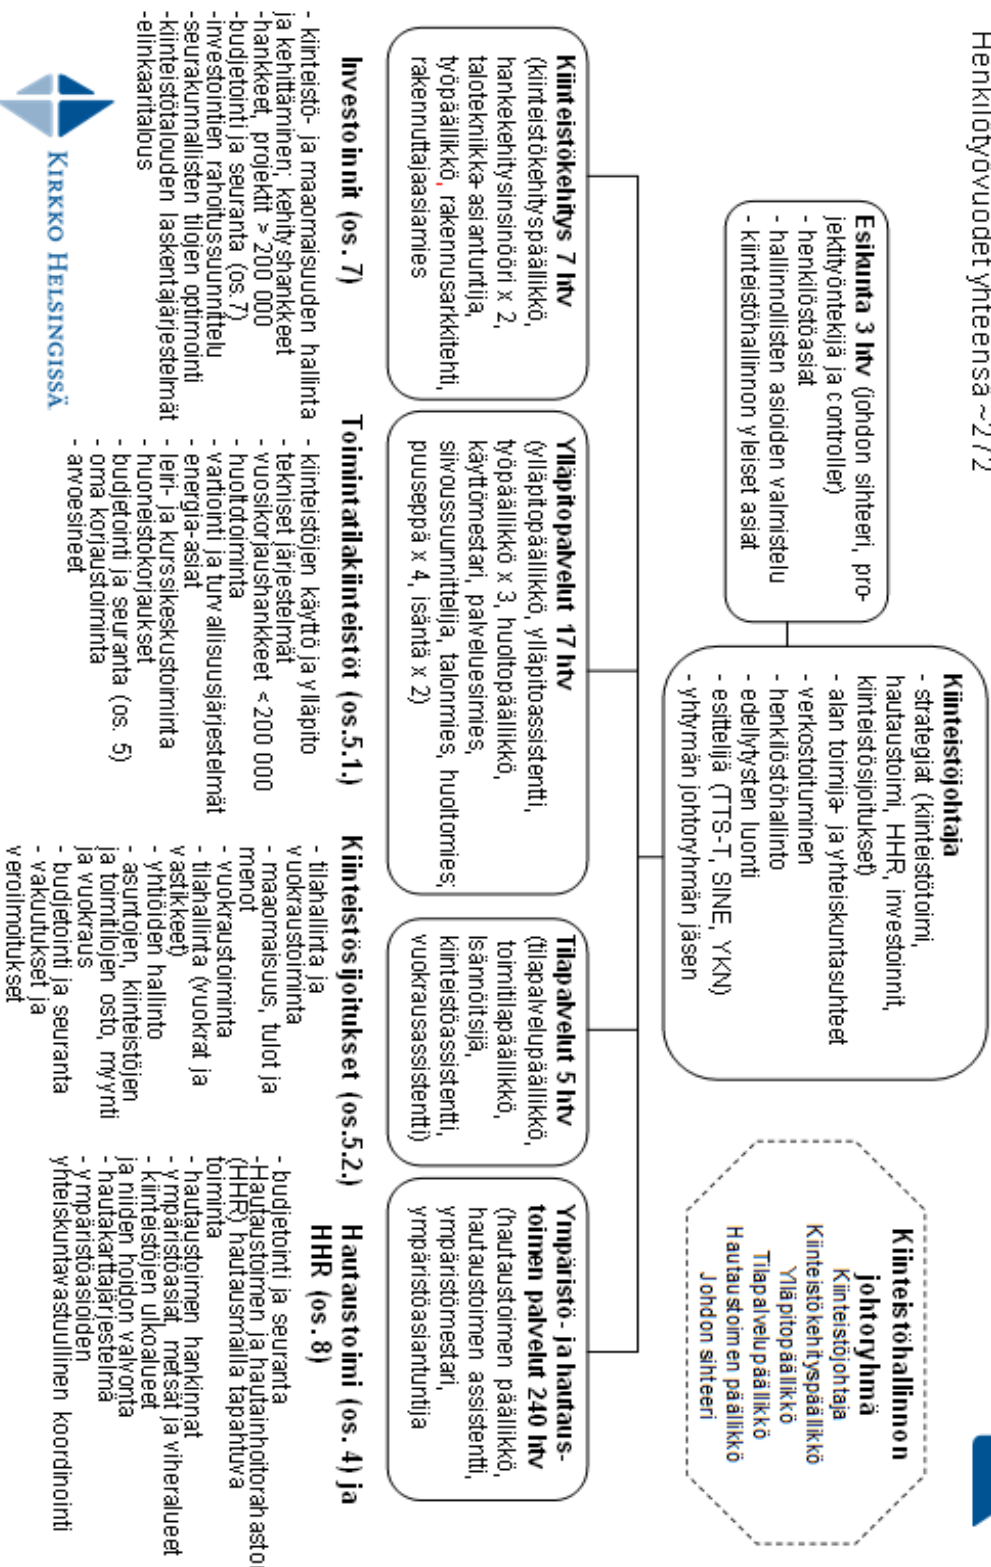 Henkilötyövuodet yhteensä ~272
Kiinteistöjohtaja
- strategiat (kiinteistötoimi,
hautaustoimi, HHR, investoinnit,
kiinteistösijoitukset)
- alan toimija- ja yhteiskuntasuhteet
- verkostoituminen
- henkilöstöhallinto
- edellytysten luonti
- esittelijä (TTS-T, SINE, YKN)
- yhtymän johtoryhmän jäsen
Kiinteistöhallinnon
johtoryhmä
Kiinteistöjohtaja
Kiinteistökehityspäällikkö
Ylläpitopäällikkö
Tilapalvelupäällikkö
Hautaustoimen päällikkö
Johdon sihteeri
Esikunta 3 htv (johdon sihteeri, pro-
jektityöntekijä ja controller)
- henkilöstöasiat
- hallinnollisten asioiden valmistelu
- kiinteistöhallinnon yleiset asiat
Kiinteistökehitys 7 htv
(kiinteistökehityspäällikkö,
hankekehitysinsinööri x 2,
talotekniikka-asiantuntija,
työpäällikkö, rakennusarkkitehti,
rakennuttajaasiamies
Ylläpitopalvelut 17 htv
(ylläpitopäällikkö, ylläpitoassistentti,
työpäällikkö x 3, huoltopäällikkö,
käyttömestari, palveluesimies,
siivoussuunnittelija, talonmies, huoltomies;
puuseppä x 4, isäntä x 2)
Tilapalvelut 5 htv
(tilapalvelupäällikkö,
toimitilapäällikkö,
Isännöitsijä,
kiinteistöassistentti,
vuokrausassistentti)
Ympäristö- ja hautaus-
toimen palvelut 240 htv
(hautaustoimen päällikkö,
hautaustoimen assistentti,
ympäristömestari,
ympäristöasiantuntija
Investoinnit (os. 7)
- kiinteistö- ja maaomaisuuden hallinta
ja kehittäminen; kehityshankkeet
-hankkeet, projektit > 200 000
-budjetointi ja seuranta (os.7)
-investointien rahoitussuunnittelu
-seurakunnallisten tilojen optimointi
-kiinteistötalouden laskentajärjestelmät
-elinkaaritalous
Toimintatilakiinteistöt (os.5.1.)
- kiinteistöjen käyttö ja ylläpito
- tekniset järjestelmät
- vuosikorjaushankkeet < 200 000
- huoltotoiminta
- vartiointi ja turvallisuusjärjestelmät
- energia-asiat
- leiri- ja kurssikeskustoiminta
- huoneistokorjaukset
- budjetointi ja seuranta (os. 5)
- oma korjaustoiminta
- arvoesineet
Kiinteistösijoitukset (os.5.2.)
- tilahallinta ja
vuokraustoiminta
- maaomaisuus, tulot ja
menot
- vuokraustoiminta
- tilahallinta (vuokrat ja
vastikkeet)
- yhtiöiden hallinto
- asuntojen, kiinteistöjen
ja toimitilojen osto, myynti
ja vuokraus
- budjetointi ja seuranta
- vakuutukset ja
veroilmoitukset
Hautaustoimi (os. 4) ja
HHR (os. 8)
- budjetointi ja seuranta
-Hautaustoimen ja hautainhoitorahaston
(HHR) hautausmailla tapahtuva
toiminta
- hautaustoimen hankinnat
- ympäristöasiat, metsät ja viheralueet
- kiinteistöjen ulkoalueet
ja niiden hoidon valvonta
- hautakarttajärjestelmä
- ympäristöasioiden
yhteiskuntavastuullinen koordinointi
KIRKKO HELSINGISSÄ